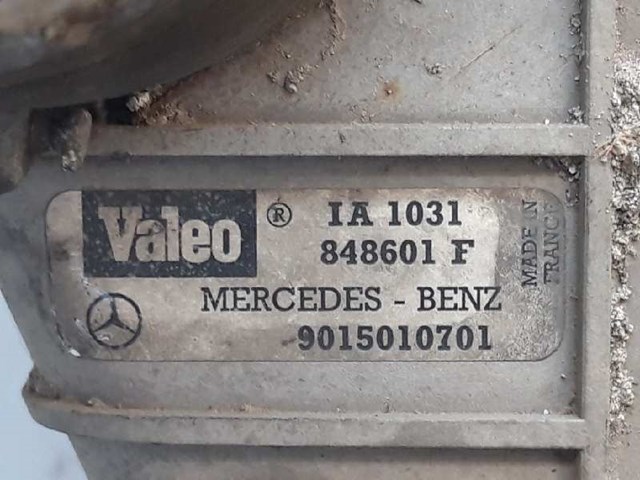 Valeo ® IA 1031
848601 F
MADE IN
FRANCE
MERCEDES - BENZ
9015010701